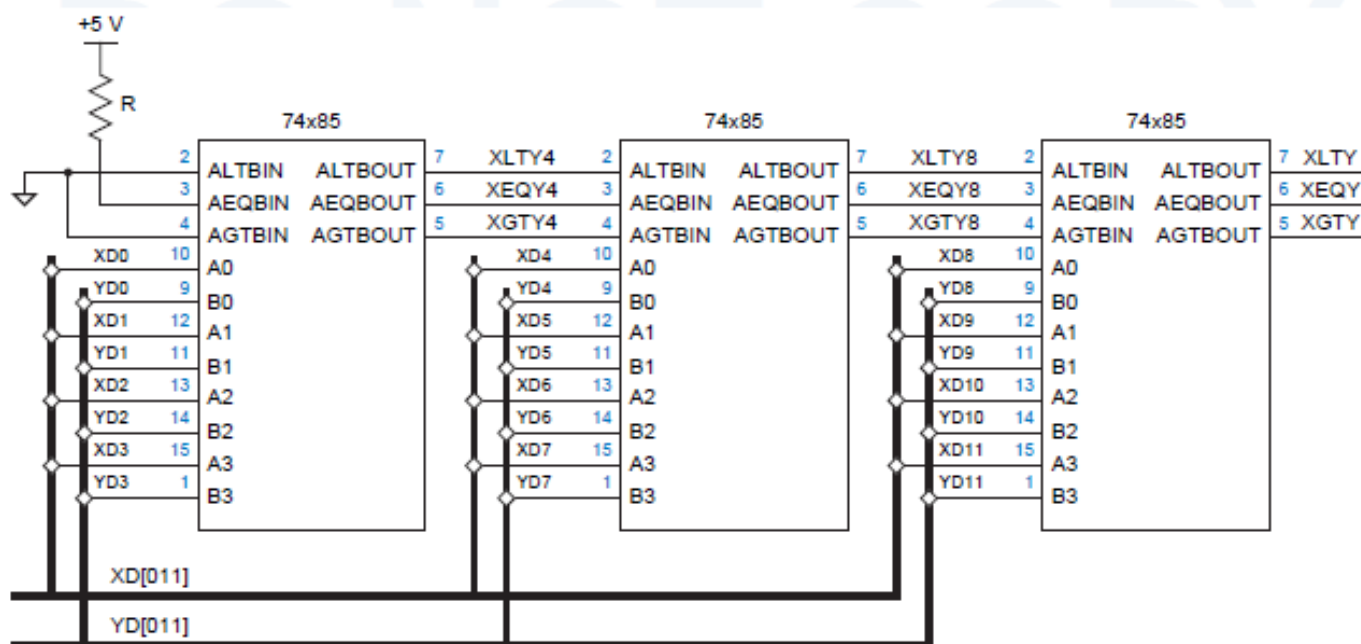 +5 V
R
74x85 74x85 74x85
2 ALTBIN ALTBOUT 7 XLTY4 2 ALTBIN ALTBOUT 7 XLTY8 2 ALTBIN ALTBOUT 7 XLTY
3 AEQBIN AEQBOUT 6 XEQY4 3 AEQBIN AEQBOUT 6 XEQY8 3 AEQBIN AEQBOUT 6 XEQY
4 AGTBIN AGTBOUT 5 XGTY4 4 AGTBIN AGTBOUT 5 XGTY8 4 AGTBIN AGTBOUT 5 XGTY
XD0 10 A0 XD4 10 A0 XD8 10 A0
YD0 9 B0 YD4 9 B0 YD8 9 B0
XD1 12 A1 XD5 12 A1 XD9 12 A1
YD1 11 B1 YD5 11 B1 YD9 11 B1
XD2 13 A2 XD6 13 A2 XD10 13 A2
YD2 14 B2 YD6 14 B2 YD10 14 B2
XD3 15 A3 XD7 15 A3 XD11 15 A3
YD3 1 B3 YD7 1 B3 YD11 1 B3
XD[011]
YD[011]